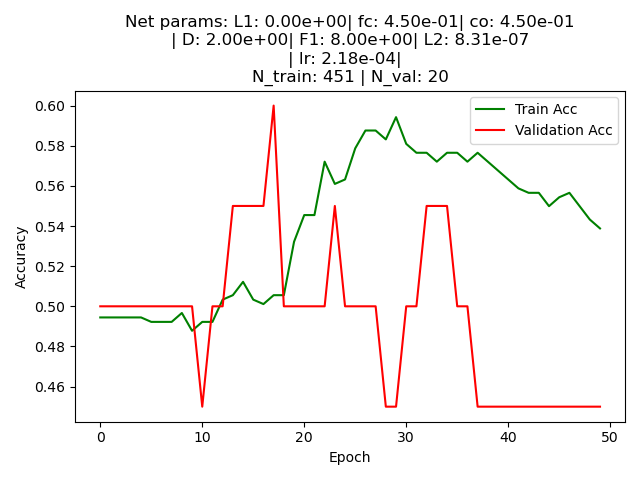 Net params: L1: 0.00e+00| fc: 4.50e-01| co: 4.50e-01
| D: 2.00e+00| F1: 8.00e+00| L2: 8.31e-07
| lr: 2.18e-04|
N_train: 451 | N_val: 20
Train Acc
Validation Acc
0.60
0.58
0.56
0.54
0.52
0.50
0.48
0.46
Accuracy
0 10 20 30 40 50
Epoch